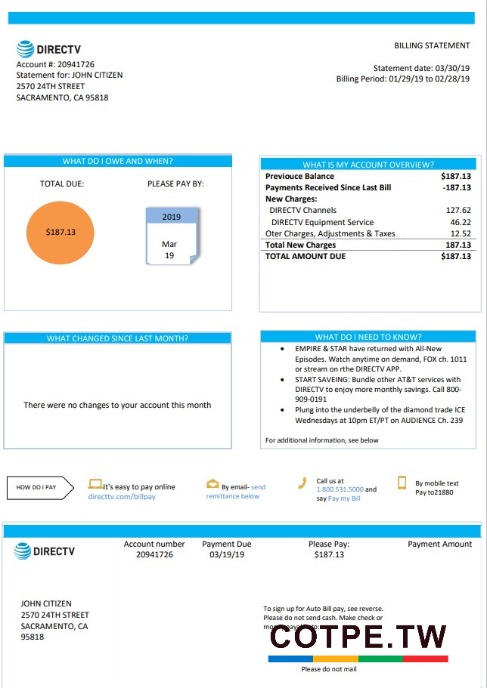 DIRECTV
Account #: 20941726
Statement for: JOHN CITIZEN
2570 24TH STREET
SACRAMENTO, CA 95818
BILLING STATEMENT
Statement date: 03/30/19
Billing Period: 01/29/19 to 02/28/19
WHAT DO I OWE AND WHEN?
TOTAL DUE:
$187.13
PLEASE PAY BY:
2019
Mar
19
WHAT IS MY ACCOUNT OVERVIEW?
Previouce Balance $187.13
Payments Received Since Last Bill -187.13
New Charges:
DIRECTV Channels 127.62
DIRECTV Equipment Service 46.22
Oter Charges, Adjustments & Taxes 12.52
Total New Charges 187.13
TOTAL AMOUNT DUE $187.13
WHAT CHANGED SINCE LAST MONTH?
There were no changes to your account this month
WHAT DO I NEED TO KNOW?
• EMPIRE & STAR have returned with All-New
Episodes. Watch anytime on demand, FOX ch. 1011
or stream on rthe DIRECTV APP.
• START SAVEING: Bundle other AT&T services with
DIRECTV to enjoy more monthly savings. Call 800-
909-0191
• Plung into the underbelly of the diamond trade ICE
Wednesdays at 10pm ET/PT on AUDIENCE Ch. 239
For additional information, see below
HOW DO I PAY
It's easy to pay online
directtv.com/billpay
By email- send
remittance below
Call us at
1.800.531.5000 and
say Pay my Bill
By mobile text
Pay to21880
DIRECTV
Account number
20941726
Payment Due
03/19/19
Please Pay:
$187.13
Payment Amount
JOHN CITIZEN
2570 24TH STREET
SACRAMENTO, CA
95818
To sign up for Auto Bill pay, see reverse.
Please do not send cash. Make check or
COTPE.TW
Please do not mail